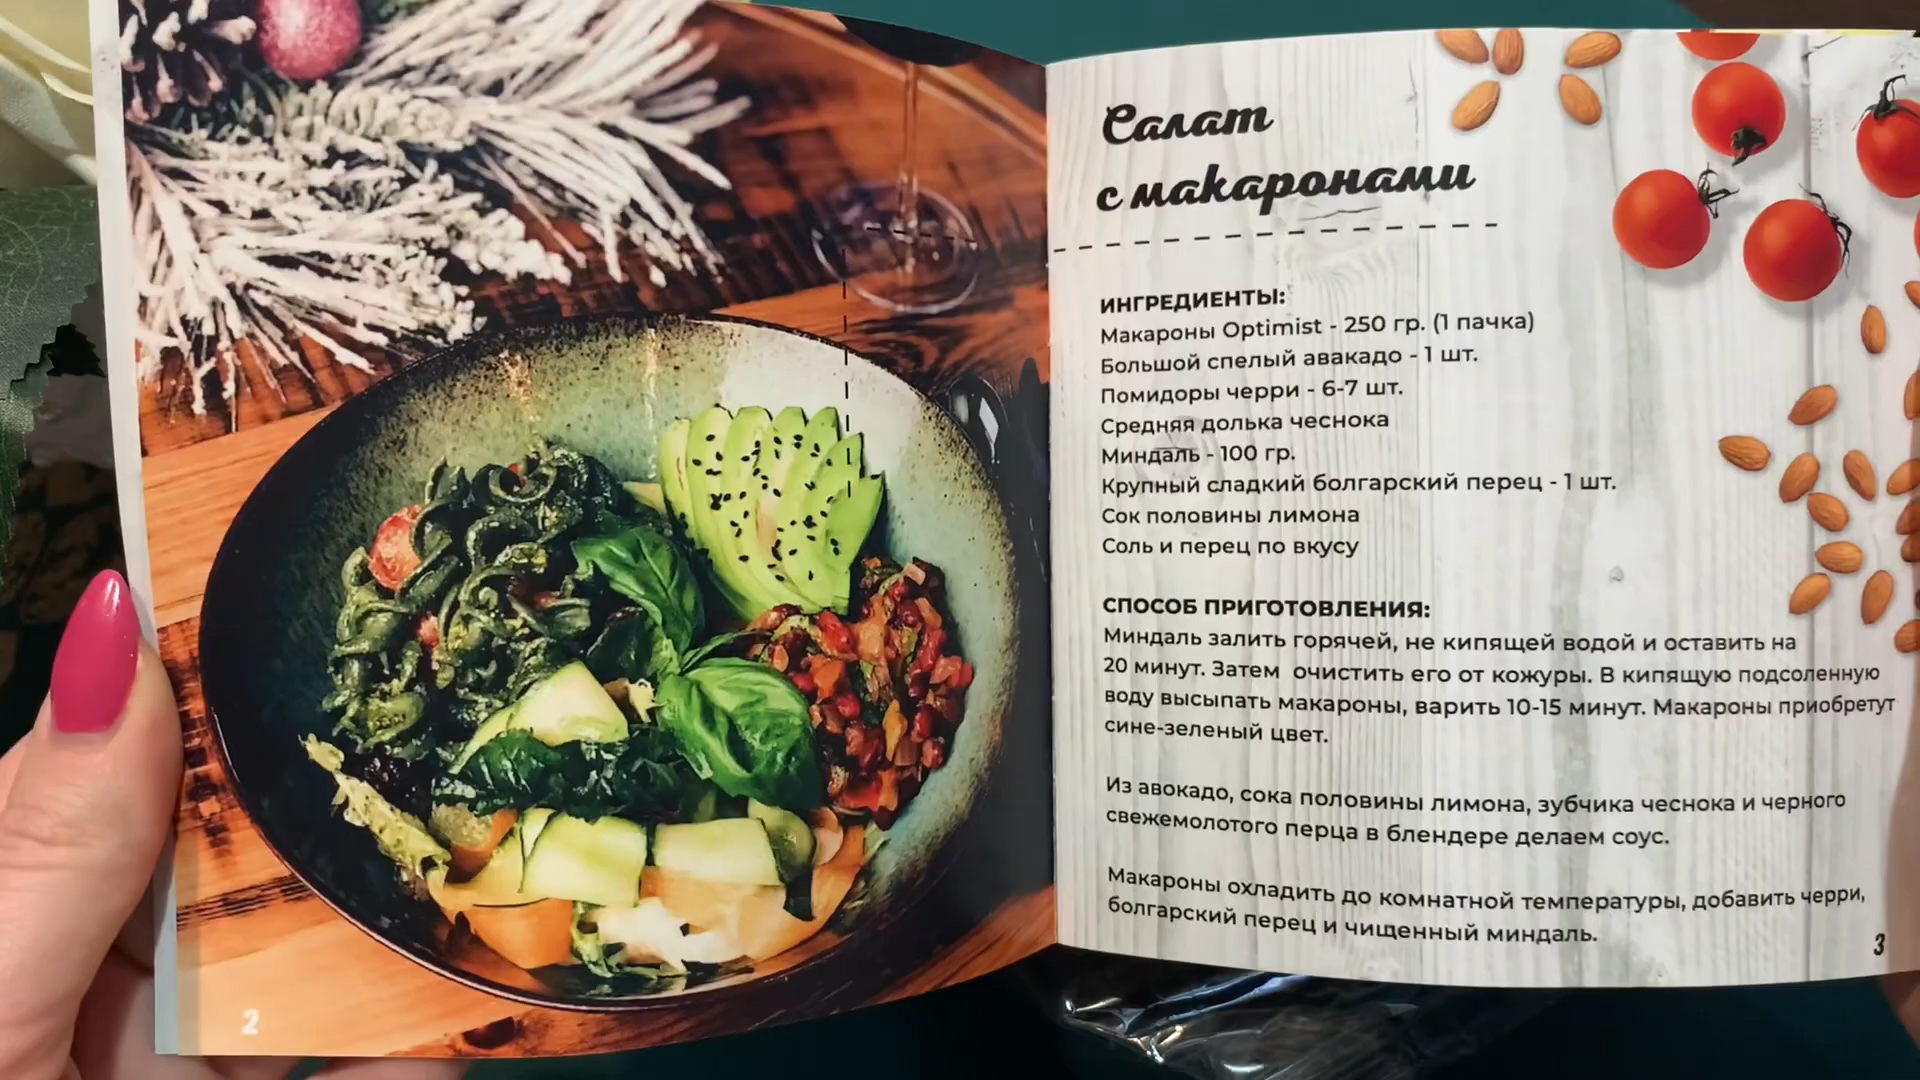 Салат
с макаронами
ИНГРЕДИЕНТЫ:
Макароны Optimist - 250 гр. (1 пачка)
Большой спелый авакадо - 1 шт.
Помидоры черри - 6-7 шт.
Средняя долька чеснока
Миндаль - 100 гр.
Крупный сладкий болгарский перец - 1 шт.
Сок половины лимона
Соль и перец по вкусу
СПОСОБ ПРИГОТОВЛЕНИЯ:
Миндаль залить горячей, не кипящей водой и оставить на
20 минут. Затем очистить его от кожуры. В кипящую подсоленную
воду высыпать макароны, варить 10-15 минут. Макароны приобретут
сине-зеленый цвет.
Из авокадо, сока половины лимона, зубчика чеснока и черного
свежемолотого перца в блендере делаем соус.
Макароны охладить до комнатной температуры, добавить черри,
болгарский перец и чищенный миндаль.
2
3